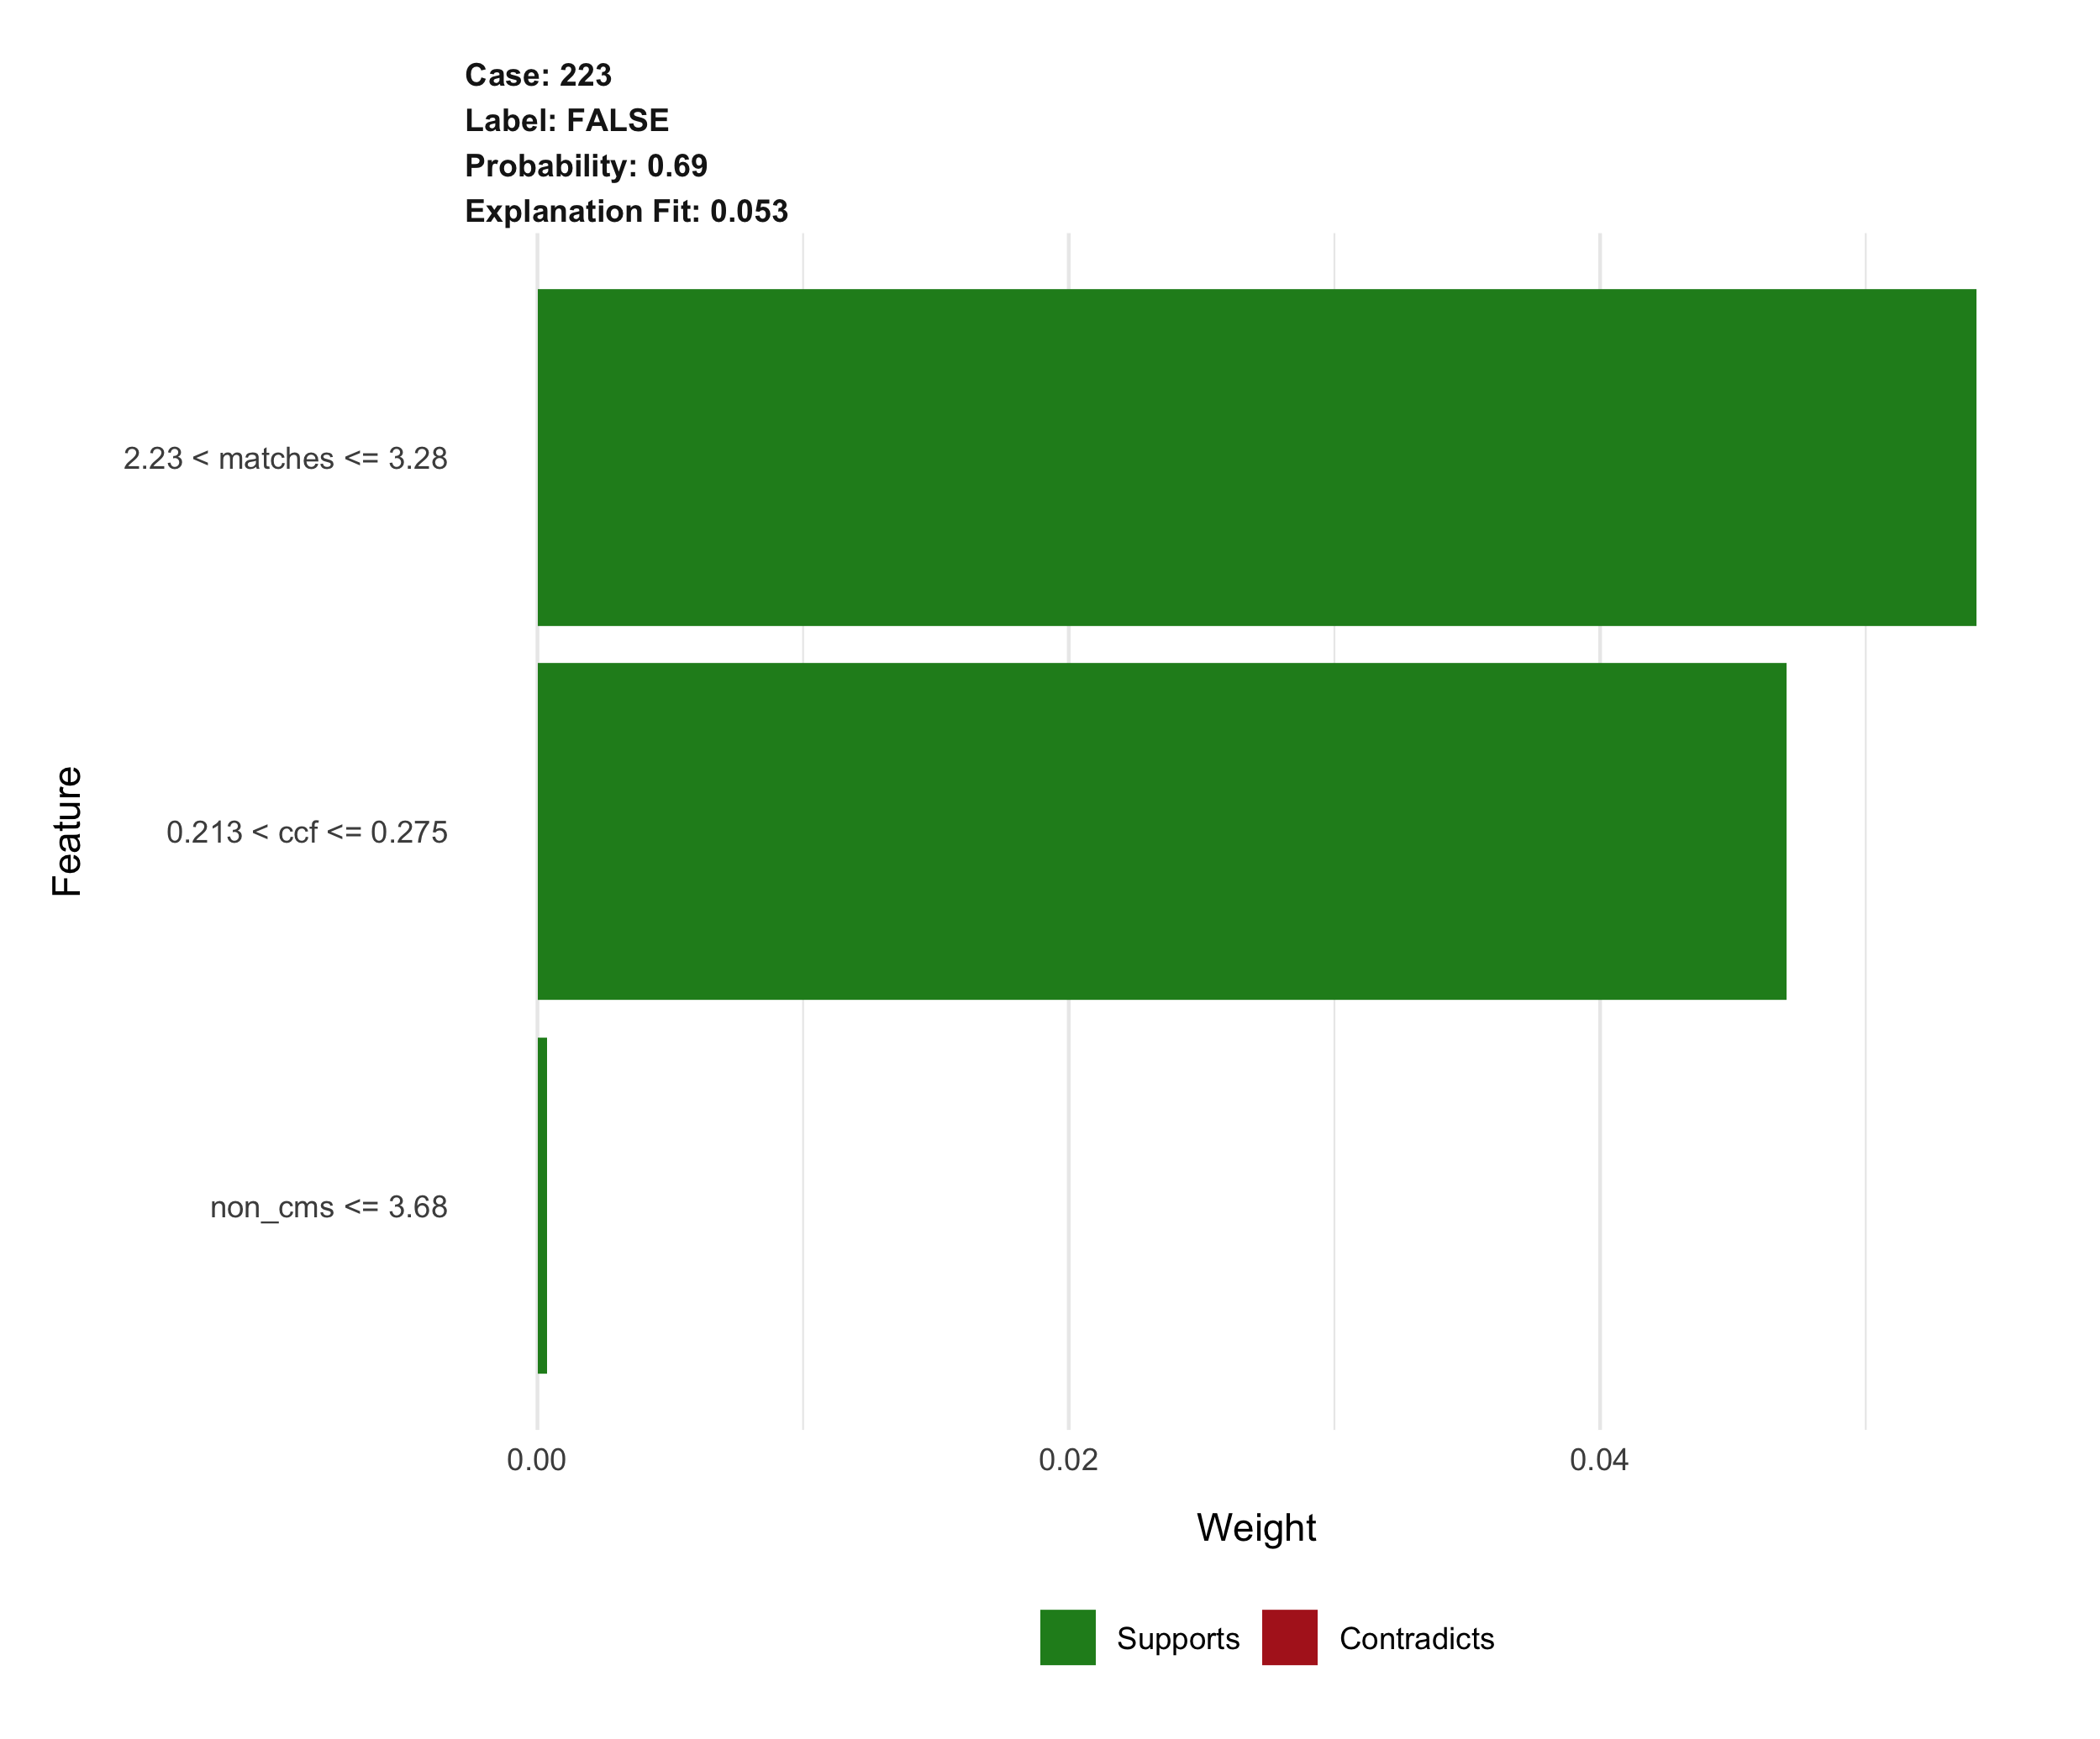 Case: 223
Label: FALSE
Probability: 0.69
Explanation Fit: 0.053
2.23 < matches <= 3.28
0.213 < ccf <= 0.275
non_cms <= 3.68
Feature
0.00 0.02 0.04
Weight
Supports Contradicts